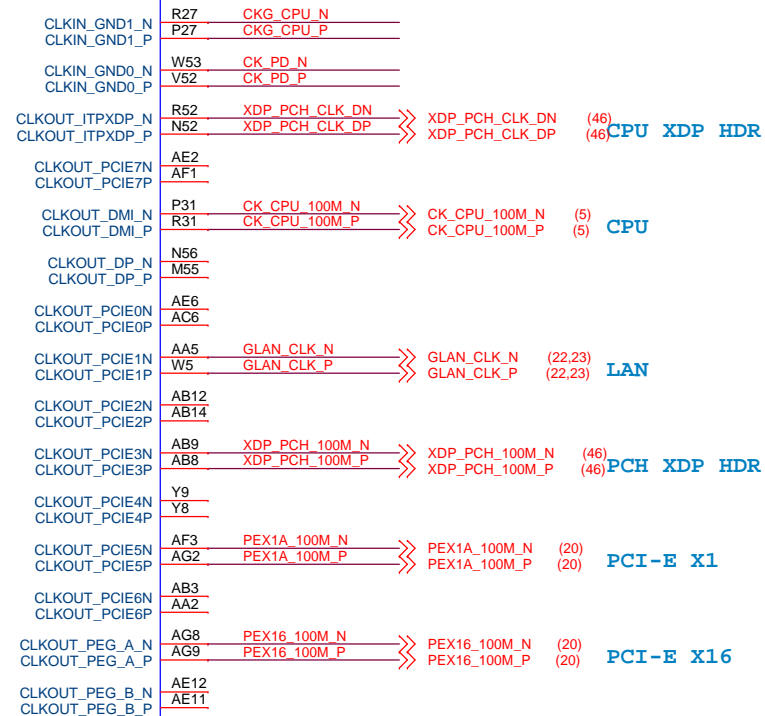 CLKIN_GND1_N R27 CKG_CPU_N
CLKIN_GND1_P P27 CKG_CPU_P
CLKIN_GND0_N W53 CK_PD_N
CLKIN_GND0_P V52 CK_PD_P
CLKOUT_ITPXDP_N R52 XDP_PCH_CLK_DN XDP_PCH_CLK_DN (46)
CLKOUT_ITPXDP_P N52 XDP_PCH_CLK_DP XDP_PCH_CLK_DP (46) CPU XDP HDR
CLKOUT_PCIE7N AE2
CLKOUT_PCIE7P AF1
CLKOUT_DMI_N P31 CK_CPU_100M_N CK_CPU_100M_N (5)
CLKOUT_DMI_P R31 CK_CPU_100M_P CK_CPU_100M_P (5) CPU
CLKOUT_DP_N N56
CLKOUT_DP_P M55
CLKOUT_PCIE0N AE6
CLKOUT_PCIE0P AC6
CLKOUT_PCIE1N AA5 GLAN_CLK_N GLAN_CLK_N (22,23)
CLKOUT_PCIE1P W5 GLAN_CLK_P GLAN_CLK_P (22,23) LAN
CLKOUT_PCIE2N AB12
CLKOUT_PCIE2P AB14
CLKOUT_PCIE3N AB9 XDP_PCH_100M_N XDP_PCH_100M_N (46)
CLKOUT_PCIE3P AB8 XDP_PCH_100M_P XDP_PCH_100M_P (46) PCH XDP HDR
CLKOUT_PCIE4N Y9
CLKOUT_PCIE4P Y8
CLKOUT_PCIE5N AF3 PEX1A_100M_N PEX1A_100M_N (20)
CLKOUT_PCIE5P AG2 PEX1A_100M_P PEX1A_100M_P (20) PCI-E X1
CLKOUT_PCIE6N AB3
CLKOUT_PCIE6P AA2
CLKOUT_PEG_A_N AG8 PEX16_100M_N PEX16_100M_N (20)
CLKOUT_PEG_A_P AG9 PEX16_100M_P PEX16_100M_P (20) PCI-E X16
CLKOUT_PEG_B_N AE12
CLKOUT_PEG_B_P AE11